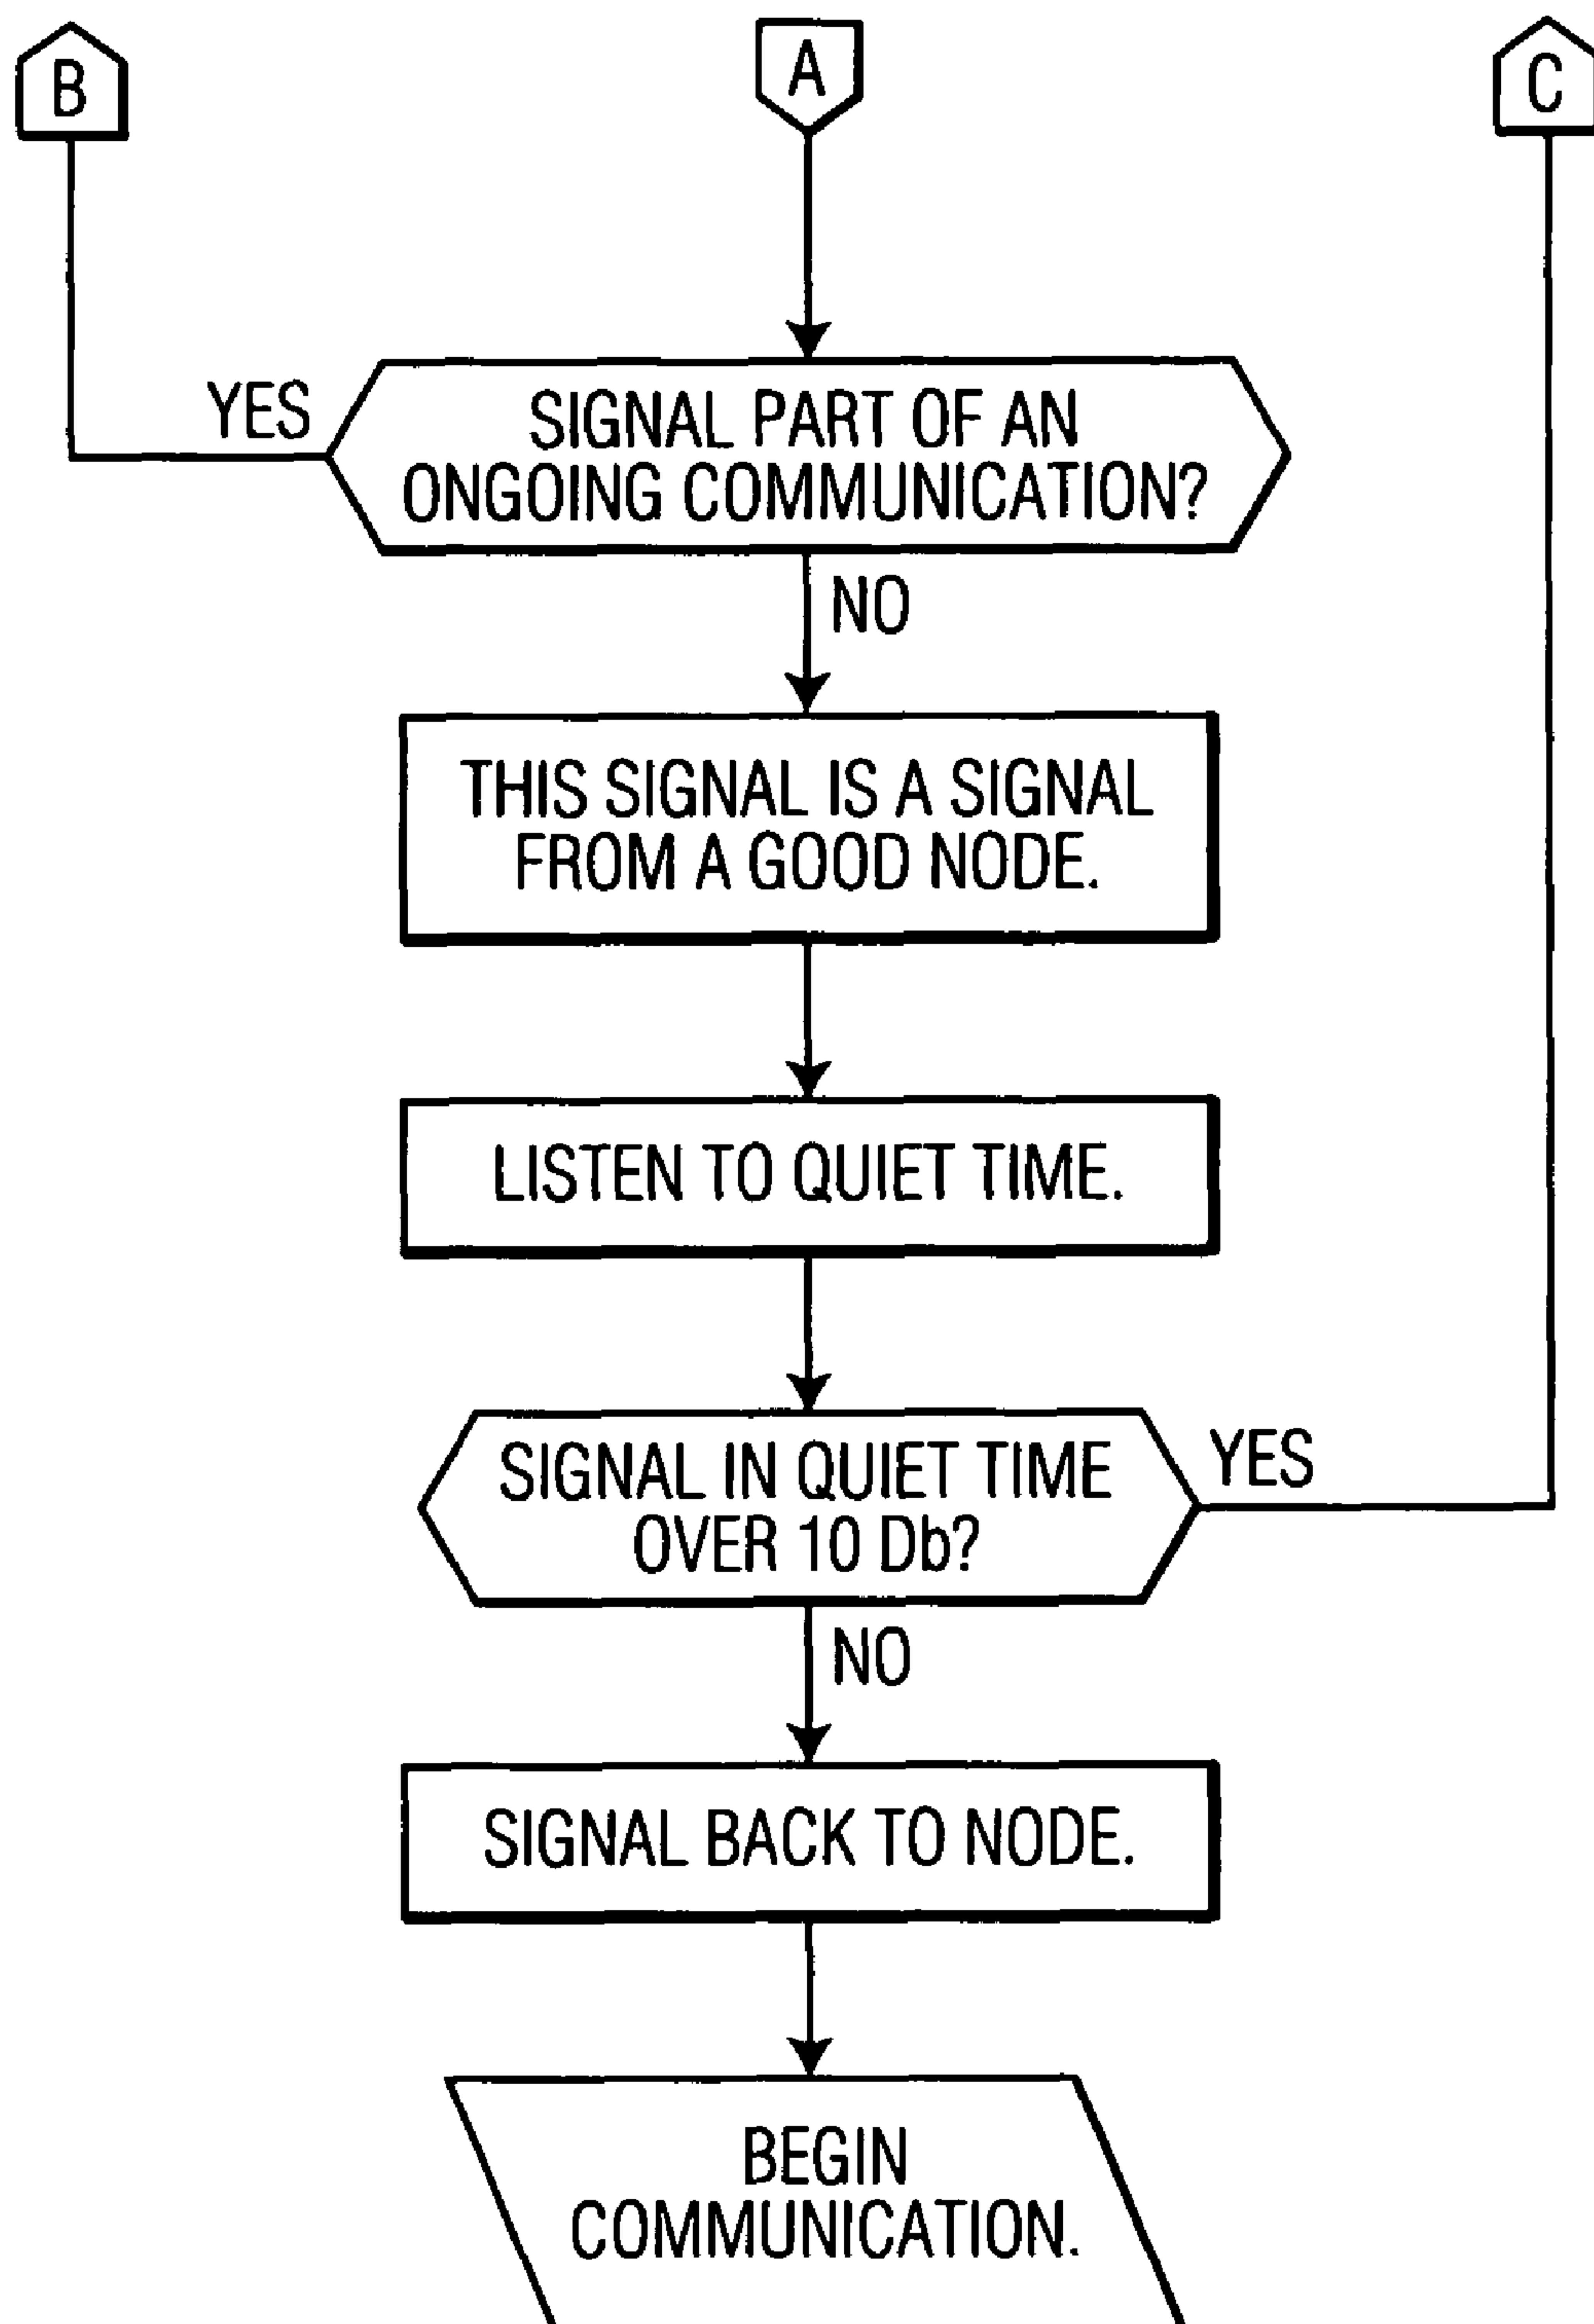 B
A
C
YES
SIGNAL PART OF AN
ONGOING COMMUNICATION?
NO
THIS SIGNAL IS A SIGNAL
FROM A GOOD NODE.
LISTEN TO QUIET TIME.
SIGNAL IN QUIET TIME
OVER 10 Db?
YES
NO
SIGNAL BACK TO NODE.
BEGIN
COMMUNICATION.